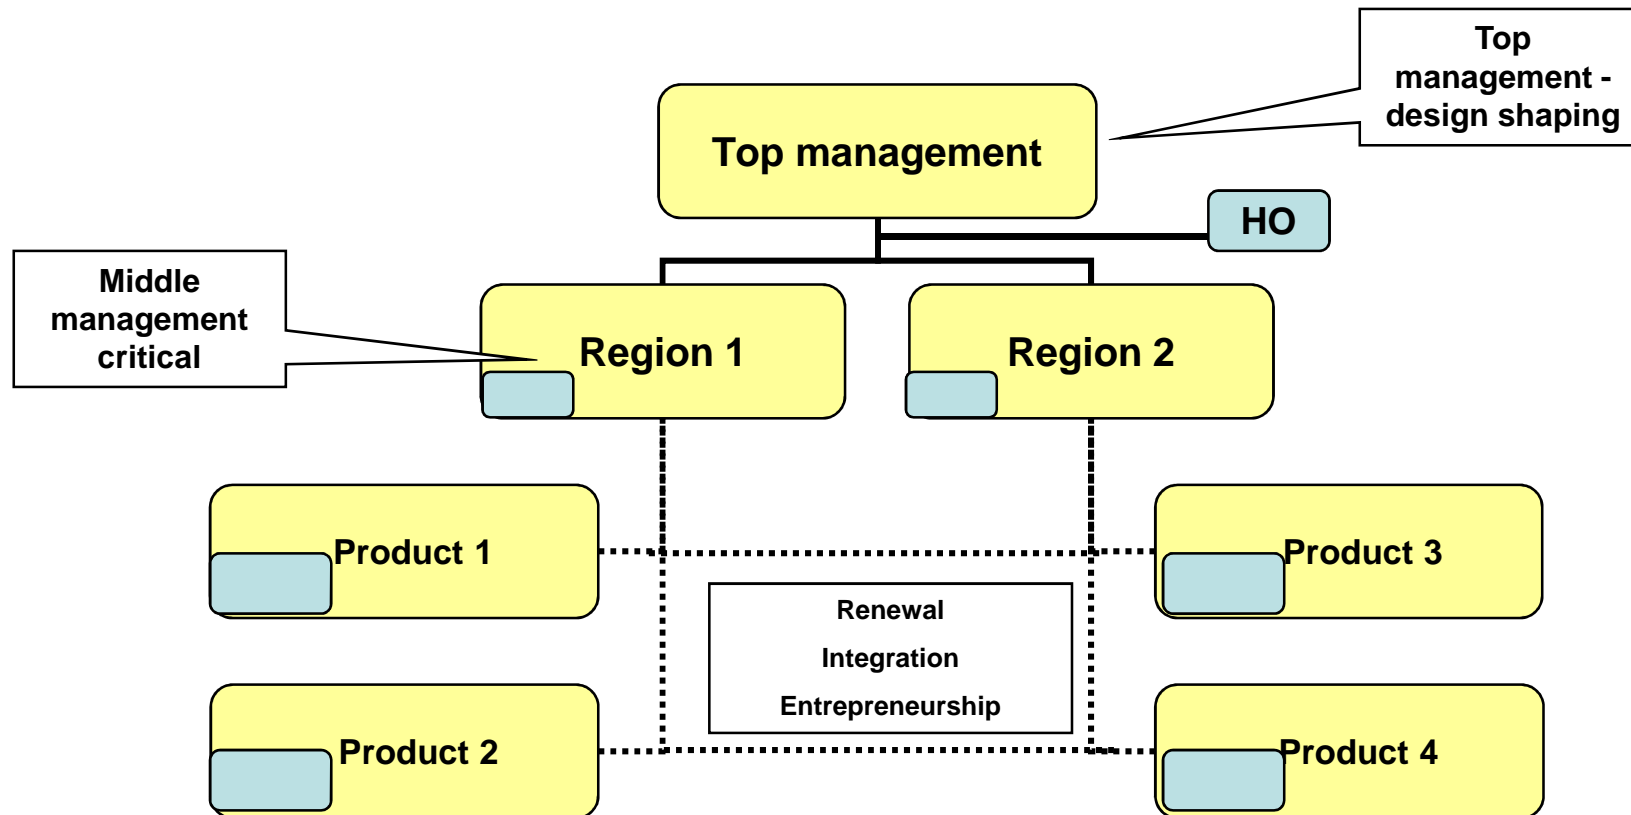 Top
management -
design shaping
Top management
HO
Middle
management
critical
Region 1
Region 2
Product 1
Product 3
Renewal
Integration
Entrepreneurship
Product 2
Product 4